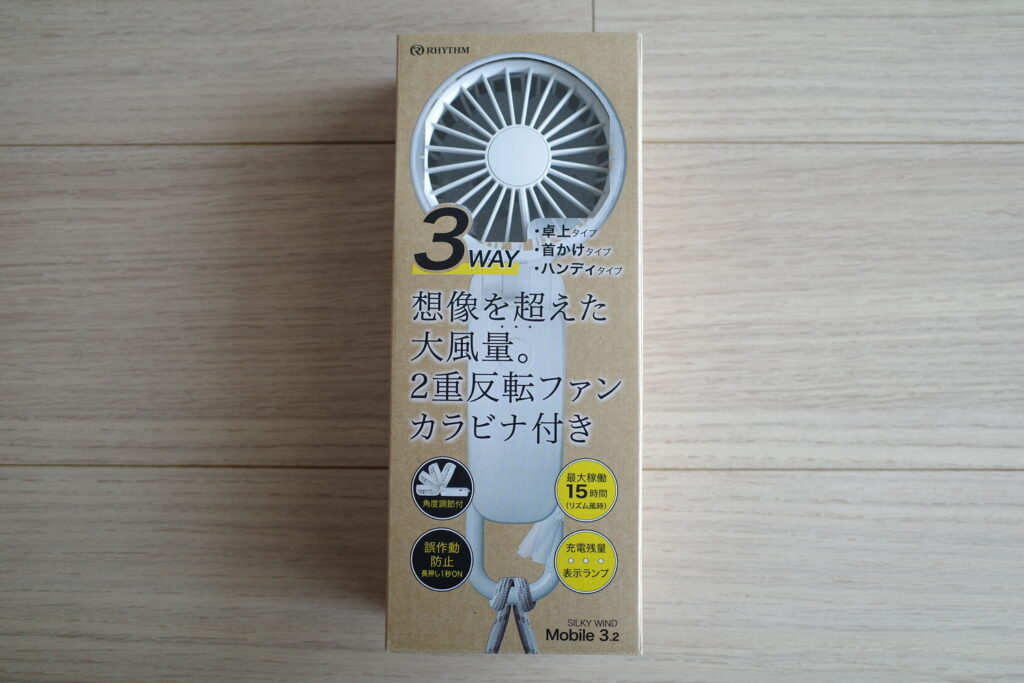 RHYTHM
3WAY
・卓上タイプ
・首かけタイプ
・ハンディタイプ
想像を超えた
大風量。
2重反転ファン
カラビナ付き
角度調節付
最大稼働
15時間
(リズム風時)
誤作動
防止
長押し1秒ON
充電残量
表示ランプ
SILKY WIND
Mobile 3.2